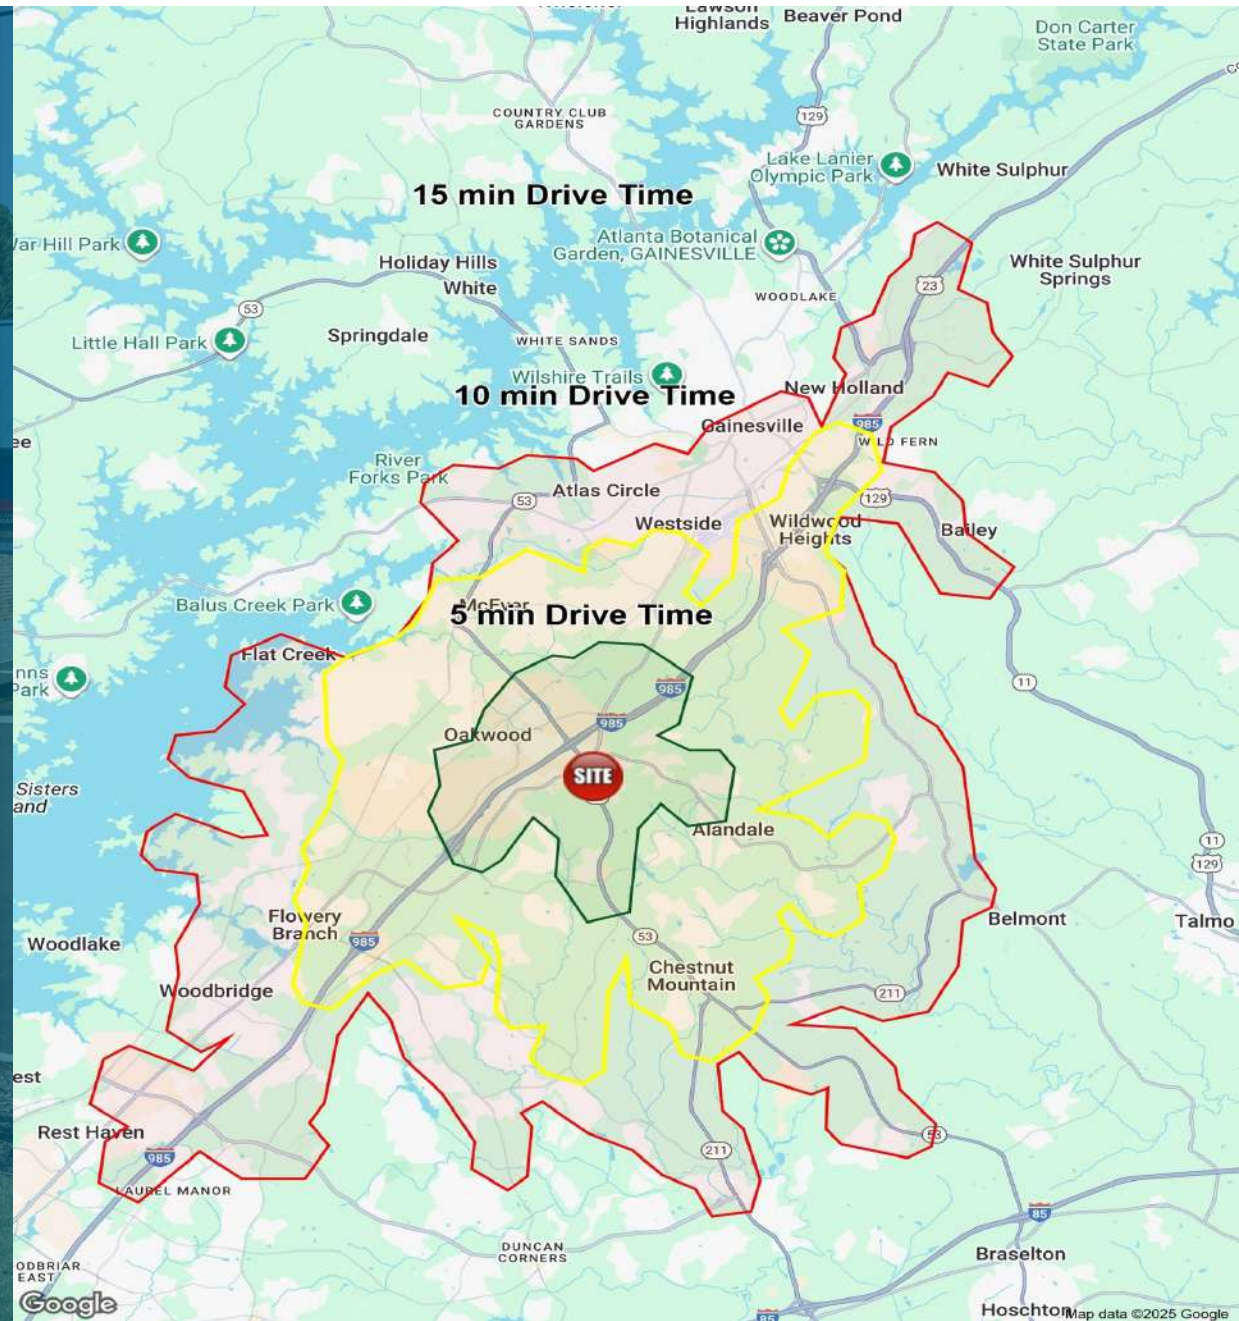 Lawson
Highlands
Beaver Pond
Don Carter
State Park
COUNTRY CLUB
GARDENS
129
Lake Lanier
Olympic Park
White Sulphur
15 min Drive Time
War Hill Park
Atlanta Botanical
Garden, GAINESVILLE
Holiday Hills
White
White Sulphur
Springs
23
WOODLAKE
53
Little Hall Park
Springdale
WHITE SANDS
Wilshire Trails
New Holland
10 min Drive Time
Gainesville
985
WILD FERN
River
Forks Park
Atlas Circle
53
129
Westside
Wildwood
Heights
Bailey
Balus Creek Park
McEver
5 min Drive Time
Flat Creek
nns
Park
985
11
Oakwood
985
SITE
Sisters
and
Alandale
11
129
Flowery
Branch
985
Belmont
Talmo
Woodlake
53
Chestnut
Mountain
Woodbridge
211
est
Rest Haven
53
985
211
LAUREL MANOR
85
DUNCAN
CORNERS
Braselton
ODBRIAR
EAST
Google
85
Hoschton
Map data ©2025 Google